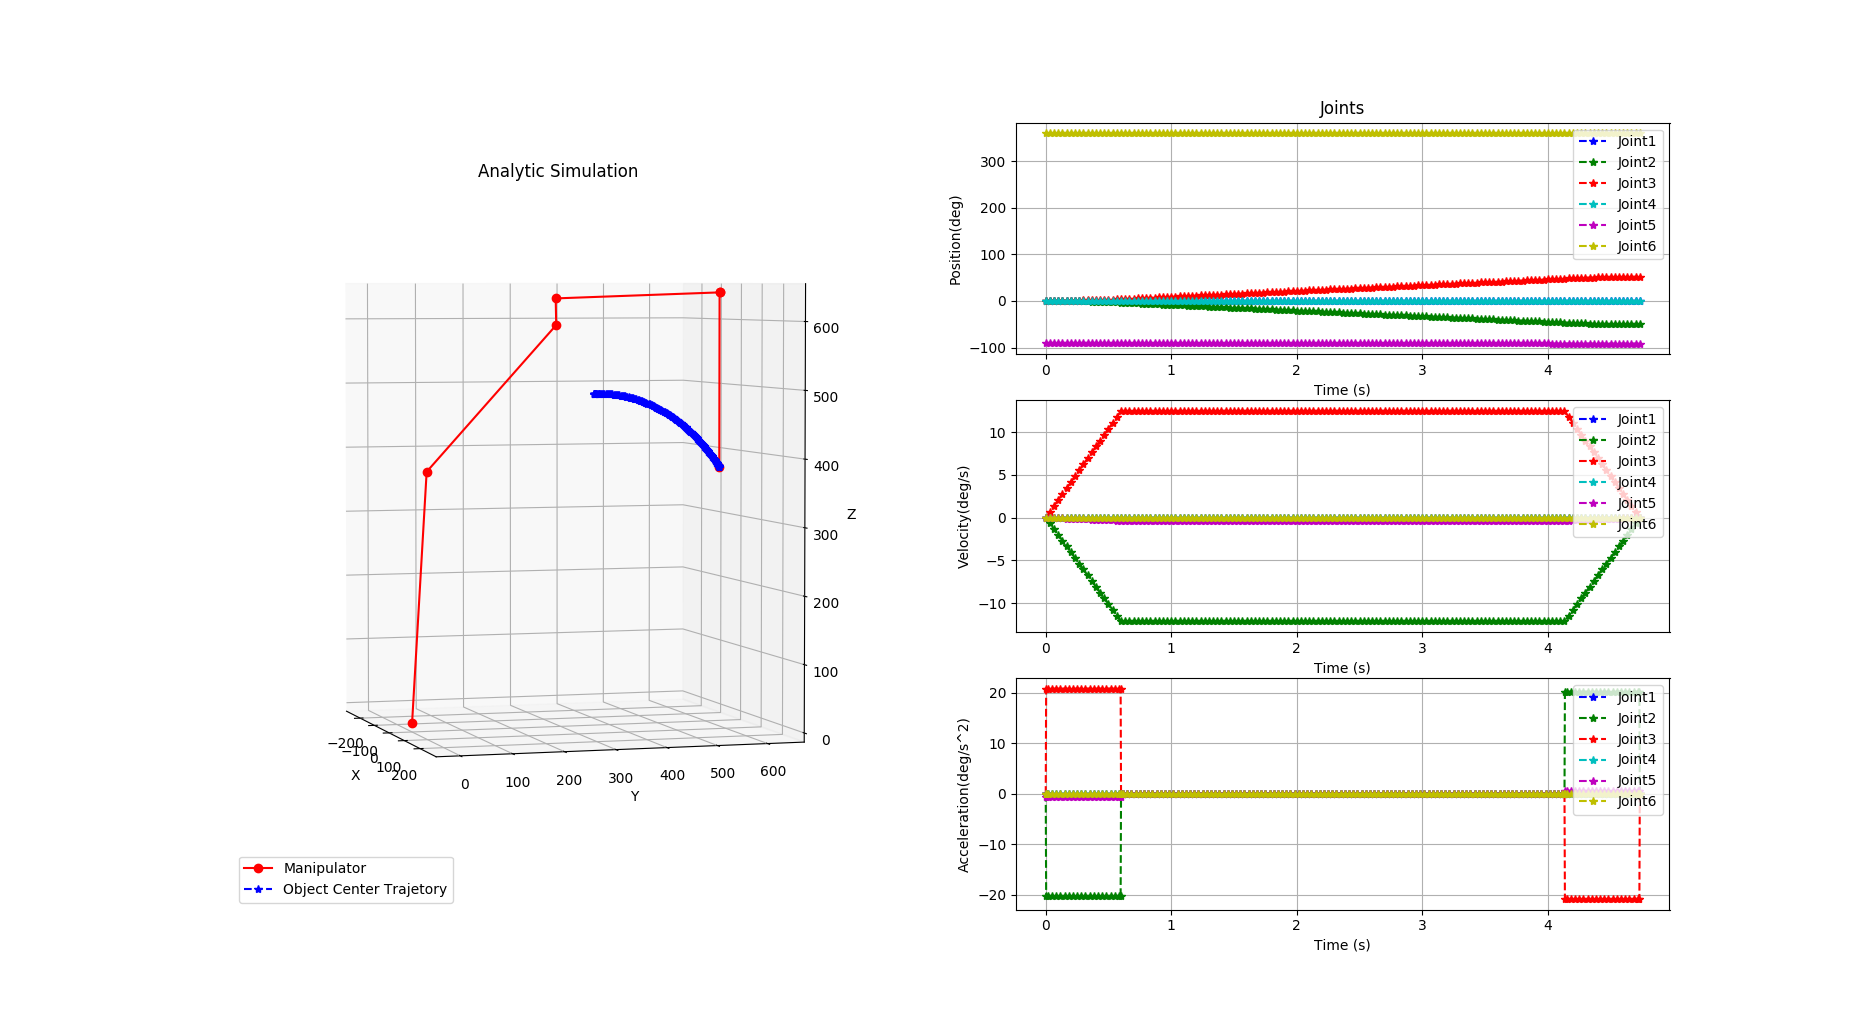 Analytic Simulation
600
500
400
300
200
100
0
Z
−200
−100
0
100
200
X
0
100
200
300
400
500
600
Y
Manipulator
Object Center Trajetory
Joints
Position(deg)
300
200
100
0
−100
0 1 2 3 4
Time (s)
Joint1
Joint2
Joint3
Joint4
Joint5
Joint6
Velocity(deg/s)
10
5
0
−5
−10
0 1 2 3 4
Time (s)
Joint1
Joint2
Joint3
Joint4
Joint5
Joint6
Acceleration(deg/s^2)
20
10
0
−10
−20
0 1 2 3 4
Time (s)
Joint1
Joint2
Joint3
Joint4
Joint5
Joint6